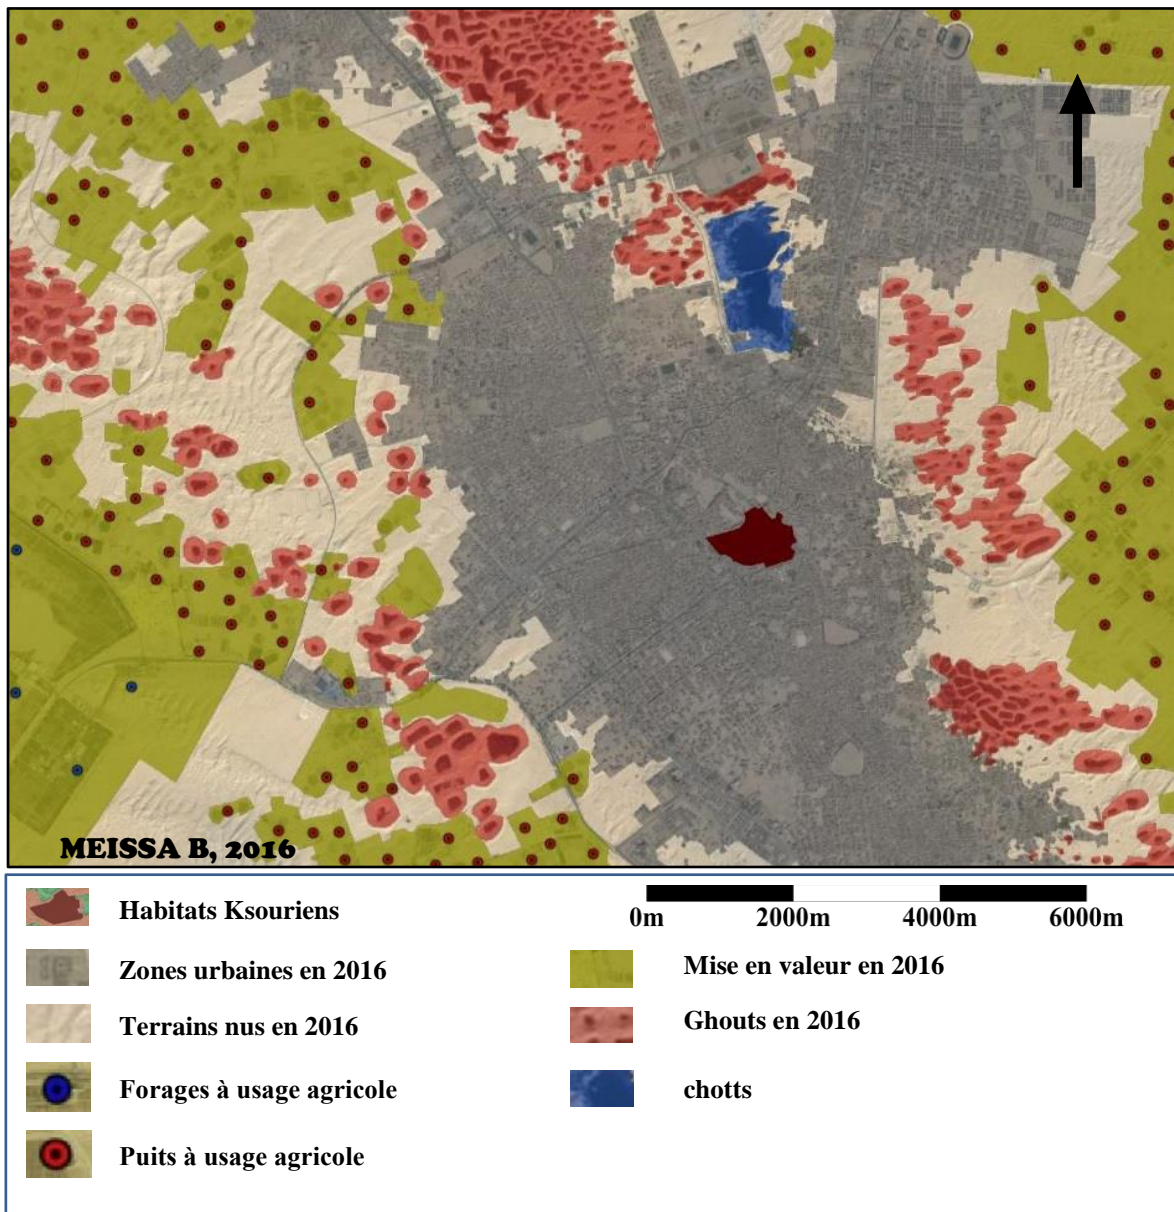 MEISSA B, 2016
Habitats Ksouriens
0m 2000m 4000m 6000m
Zones urbaines en 2016
Mise en valeur en 2016
Terrains nus en 2016
Ghouts en 2016
Forages à usage agricole
chotts
Puits à usage agricole